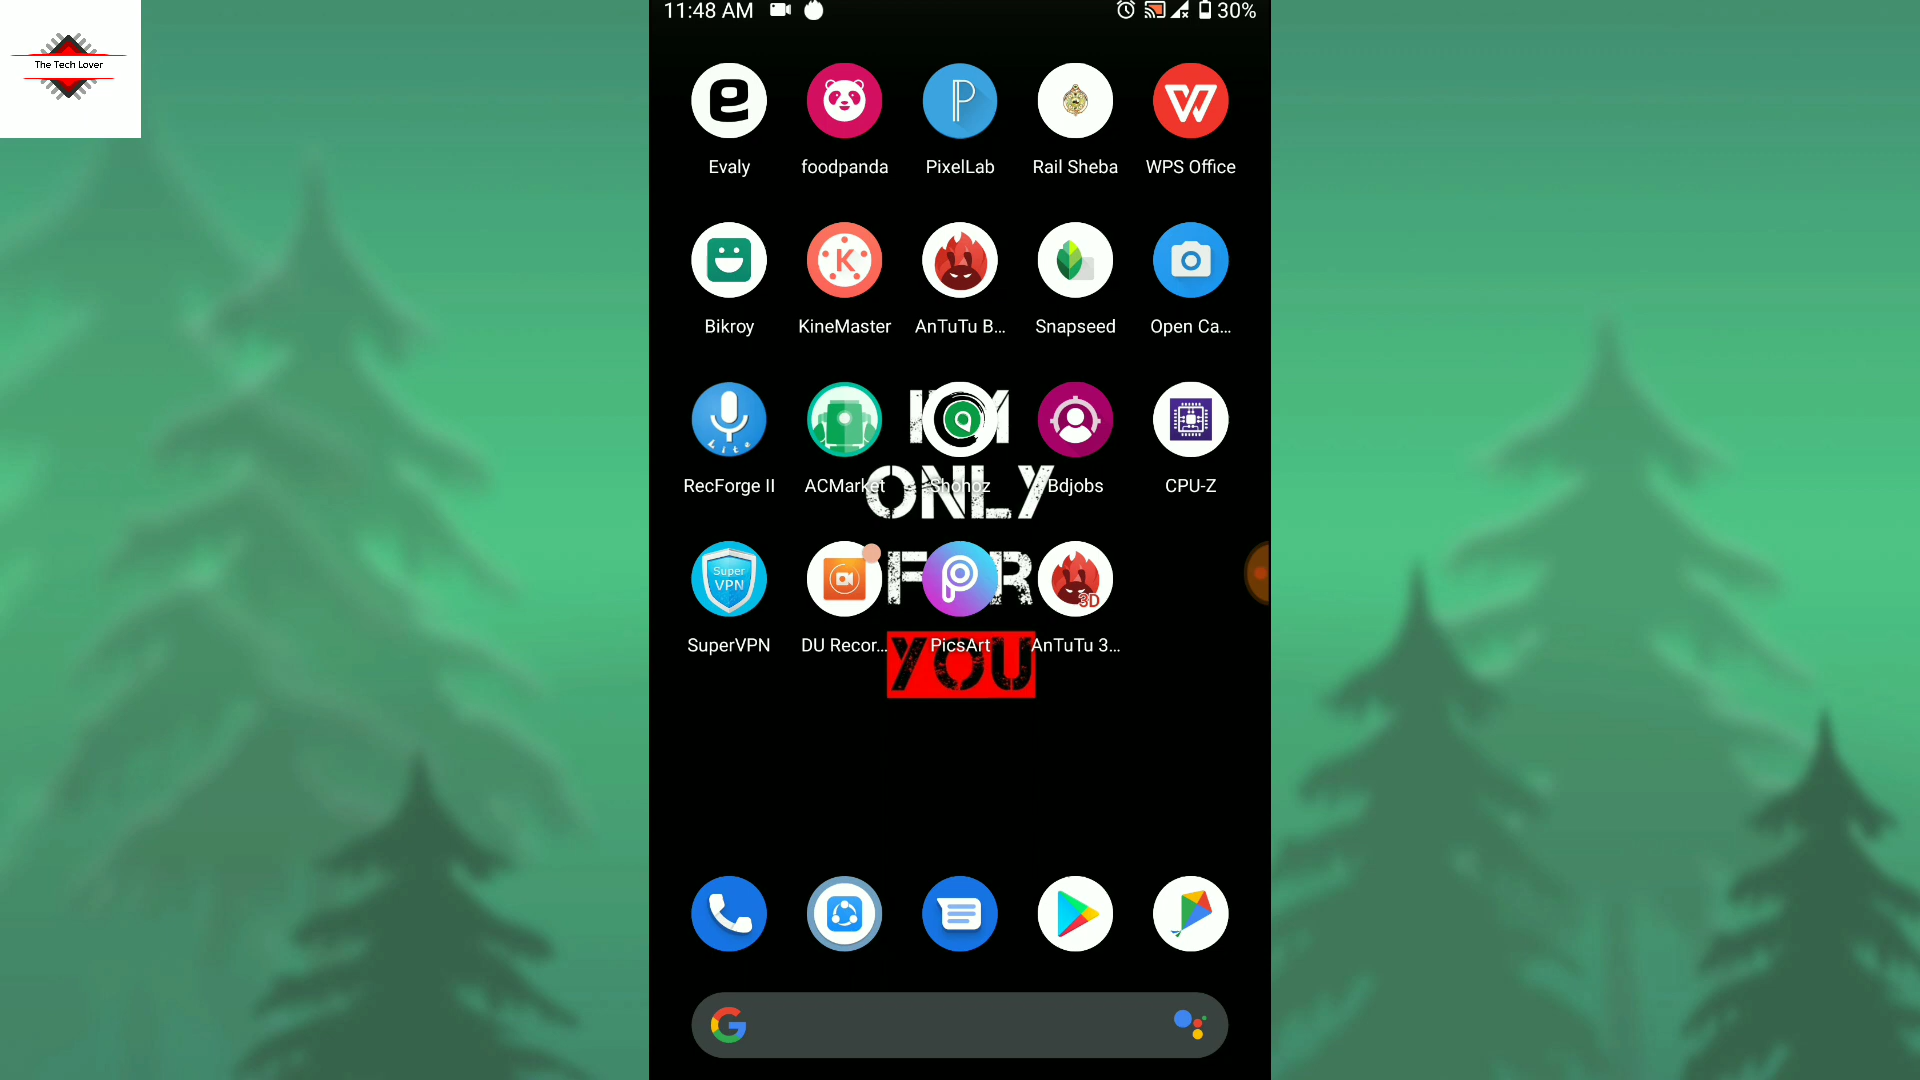 11:48 AM 30%
The Tech Lover
Evaly foodpanda PixelLab Rail Sheba WPS Office
Bikroy KineMaster AnTuTu B... Snapseed Open Ca...
Lite
RecForge II ACMarket Shohoz Bdjobs CPU-Z
ONLY
Super
VPN
FOR
3D
SuperVPN DU Recor... PicsArt AnTuTu 3...
YOU